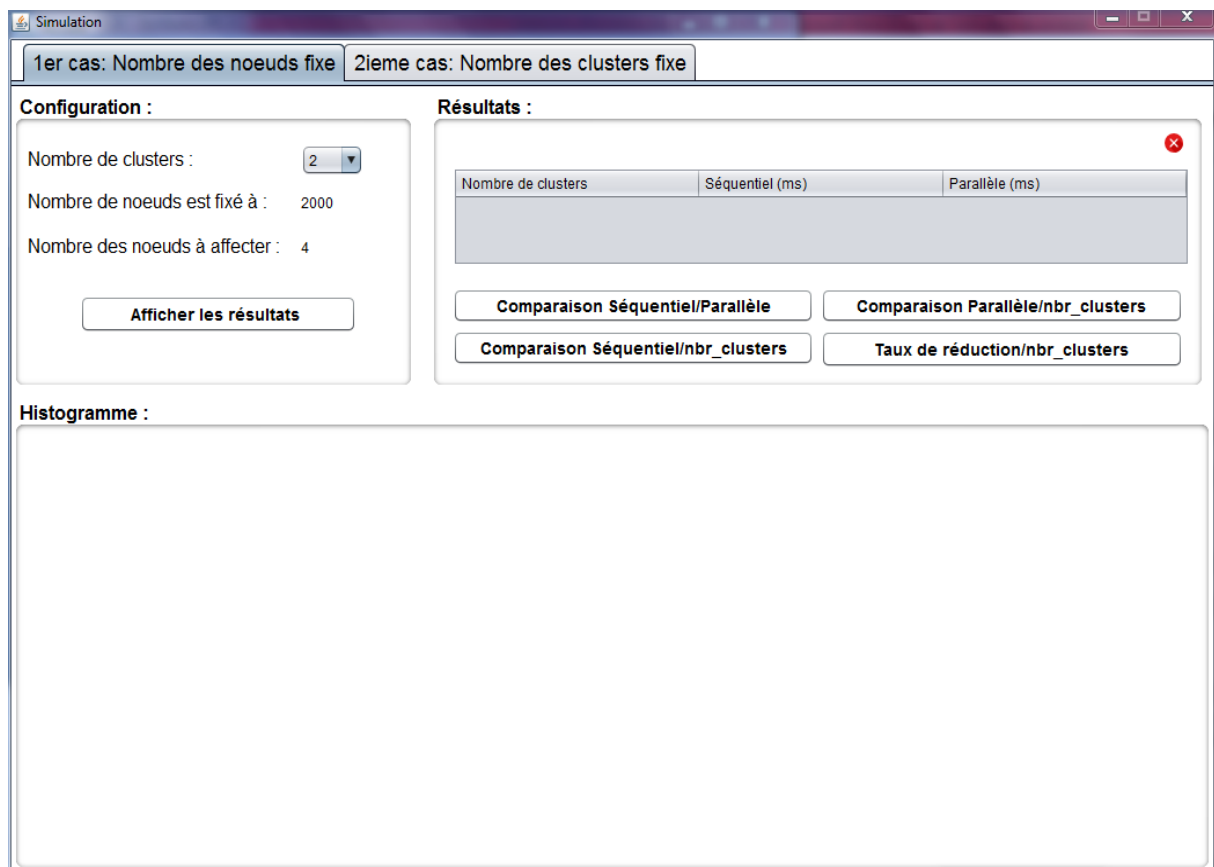 Simulation
1er cas: Nombre des noeuds fixe
2ieme cas: Nombre des clusters fixe
Configuration :
Nombre de clusters :
2
Nombre de noeuds est fixé à :
2000
Nombre des noeuds à affecter :
4
Afficher les résultats
Résultats :
Nombre de clusters
Séquentiel (ms)
Parallèle (ms)
Comparaison Séquentiel/Parallèle
Comparaison Parallèle/nbr_clusters
Comparaison Séquentiel/nbr_clusters
Taux de réduction/nbr_clusters
Histogramme :